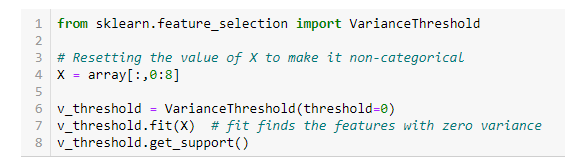 1 from sklearn.feature_selection import VarianceThreshold
2
3 # Resetting the value of X to make it non-categorical
4 X = array[:,0:8]
5
6 v_threshold = VarianceThreshold(threshold=0)
7 v_threshold.fit(X)  # fit finds the features with zero variance
8 v_threshold.get_support()